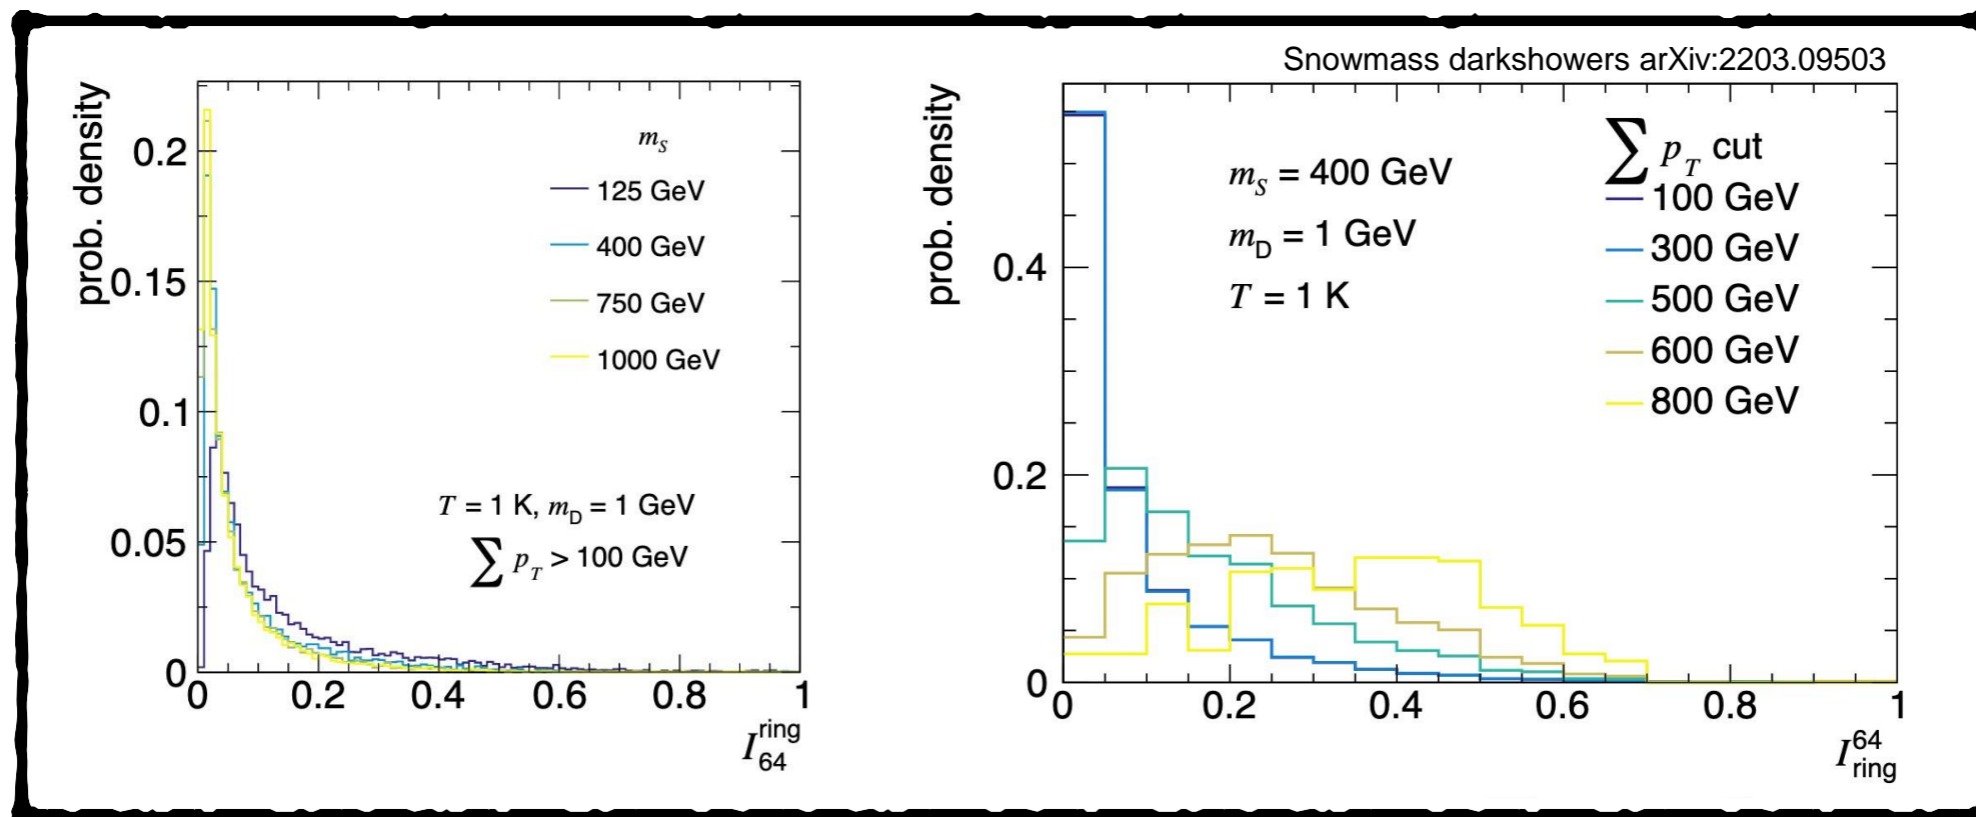 Snowmass darkshowers arXiv:2203.09503
prob. density
0.2
0.15
0.1
0.05
0
0 0.2 0.4 0.6 0.8 1
I_64^ring
m_S
125 GeV
400 GeV
750 GeV
1000 GeV
T = 1 K, m_D = 1 GeV
∑ p_T > 100 GeV
prob. density
0.4
0.2
0
0 0.2 0.4 0.6 0.8 1
I_ring^64
m_S = 400 GeV
m_D = 1 GeV
T = 1 K
∑ p_T cut
100 GeV
300 GeV
500 GeV
600 GeV
800 GeV